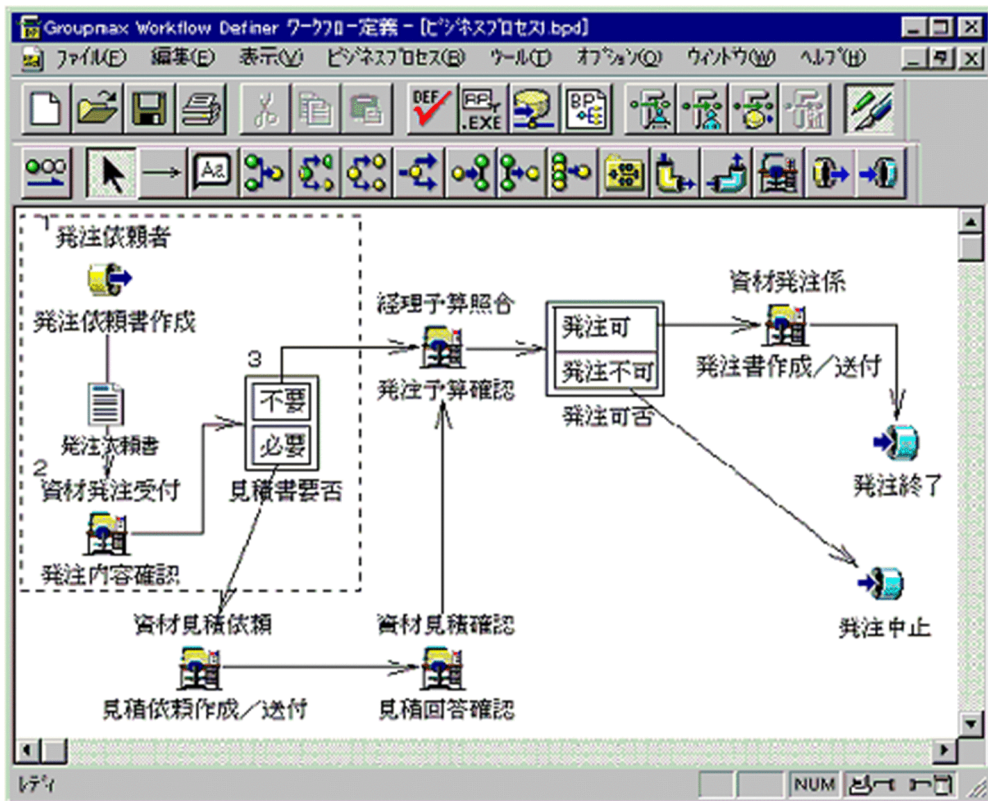 Groupmax Workflow Definer ワークフロー定義 - [ビジネスプロセス1.bpd]
ファイル(F) 編集(E) 表示(V) ビジネスプロセス(B) ツール(T) オプション(O) ウィンドウ(W) ヘルプ(H)
DEF
.EXE
BP
Aa
1
発注依頼者
発注依頼書作成
発注依頼書
2
資材発注受付
発注内容確認
3
不要
必要
見積書要否
資材見積依頼
見積依頼作成/送付
資材見積確認
見積回答確認
経理予算照合
発注予算確認
発注可
発注不可
発注可否
資材発注係
発注書作成/送付
発注終了
発注中止
レディ
NUM